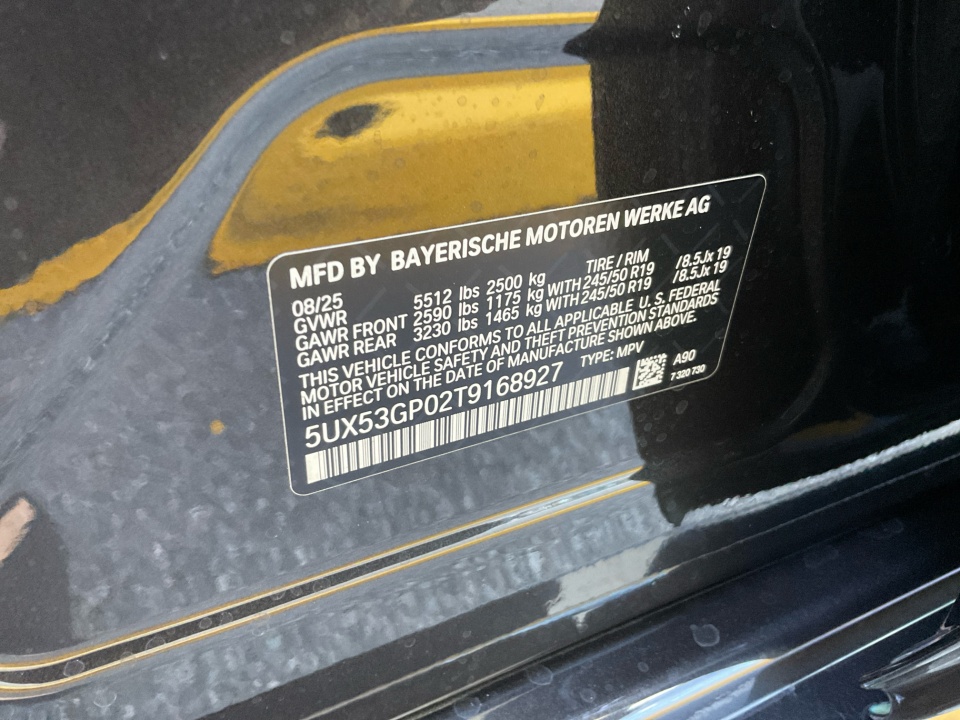 MFD BY BAYERISCHE MOTOREN WERKE AG
08/25 TIRE / RIM
GVWR 5512 lbs 2500 kg
GAWR FRONT 2590 lbs 1175 kg WITH 245/50 R19 /8.5Jx 19
GAWR REAR 3230 lbs 1465 kg WITH 245/50 R19 /8.5Jx 19
THIS VEHICLE CONFORMS TO ALL APPLICABLE U. S. FEDERAL
MOTOR VEHICLE SAFETY AND THEFT PREVENTION STANDARDS
IN EFFECT ON THE DATE OF MANUFACTURE SHOWN ABOVE.
TYPE: MPV
5UX53GP02T9168927
A90
7 320 730